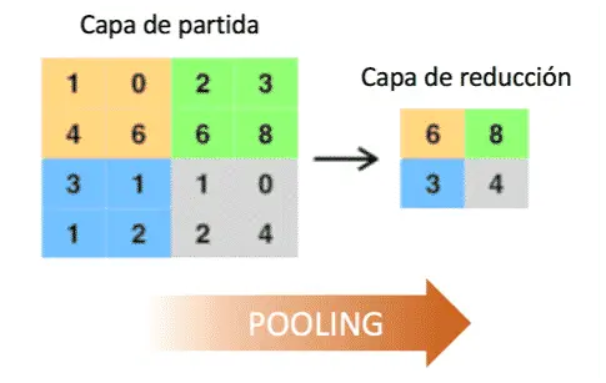 Capa de partida
1 0 2 3
4 6 6 8
3 1 1 0
1 2 2 4
Capa de reducción
6 8
3 4
POOLING